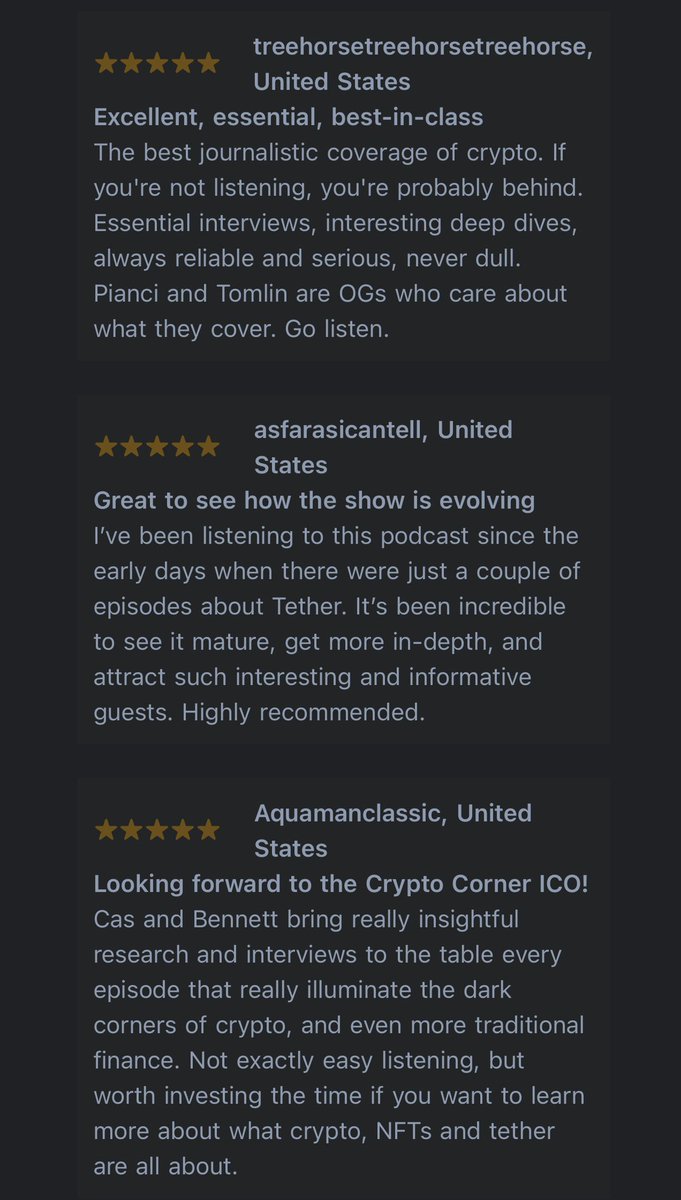 treehorsetreehorsetreehorse,
United States
Excellent, essential, best-in-class
The best journalistic coverage of crypto. If
you're not listening, you're probably behind.
Essential interviews, interesting deep dives,
always reliable and serious, never dull.
Pianci and Tomlin are OGs who care about
what they cover. Go listen.
asfarasicantell, United
States
Great to see how the show is evolving
I’ve been listening to this podcast since the
early days when there were just a couple of
episodes about Tether. It’s been incredible
to see it mature, get more in-depth, and
attract such interesting and informative
guests. Highly recommended.
Aquamanclassic, United
States
Looking forward to the Crypto Corner ICO!
Cas and Bennett bring really insightful
research and interviews to the table every
episode that really illuminate the dark
corners of crypto, and even more traditional
finance. Not exactly easy listening, but
worth investing the time if you want to learn
more about what crypto, NFTs and tether
are all about.